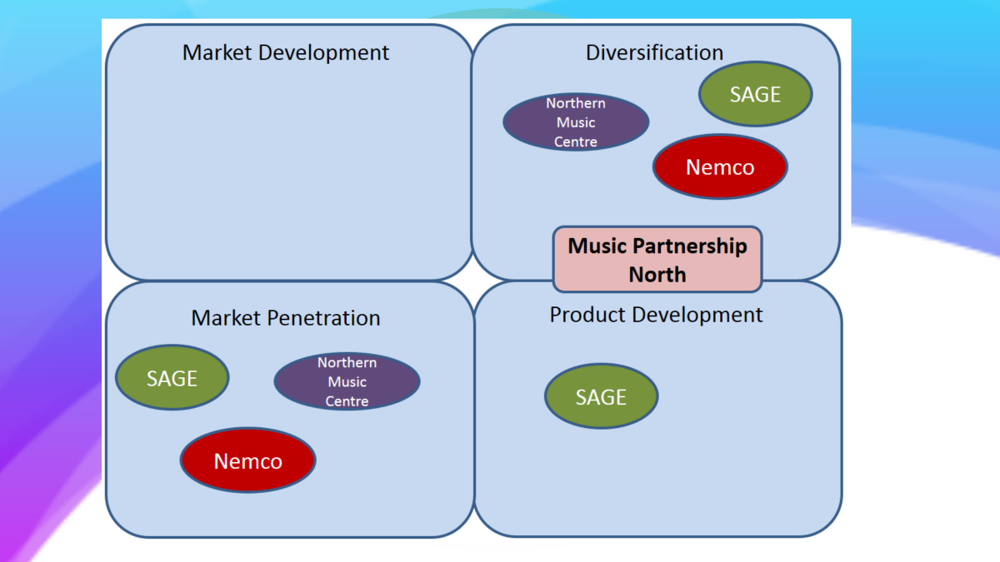 Market Development
Diversification
SAGE
Northern
Music
Centre
Nemco
Music Partnership
North
Market Penetration
SAGE
Northern
Music
Centre
Nemco
Product Development
SAGE